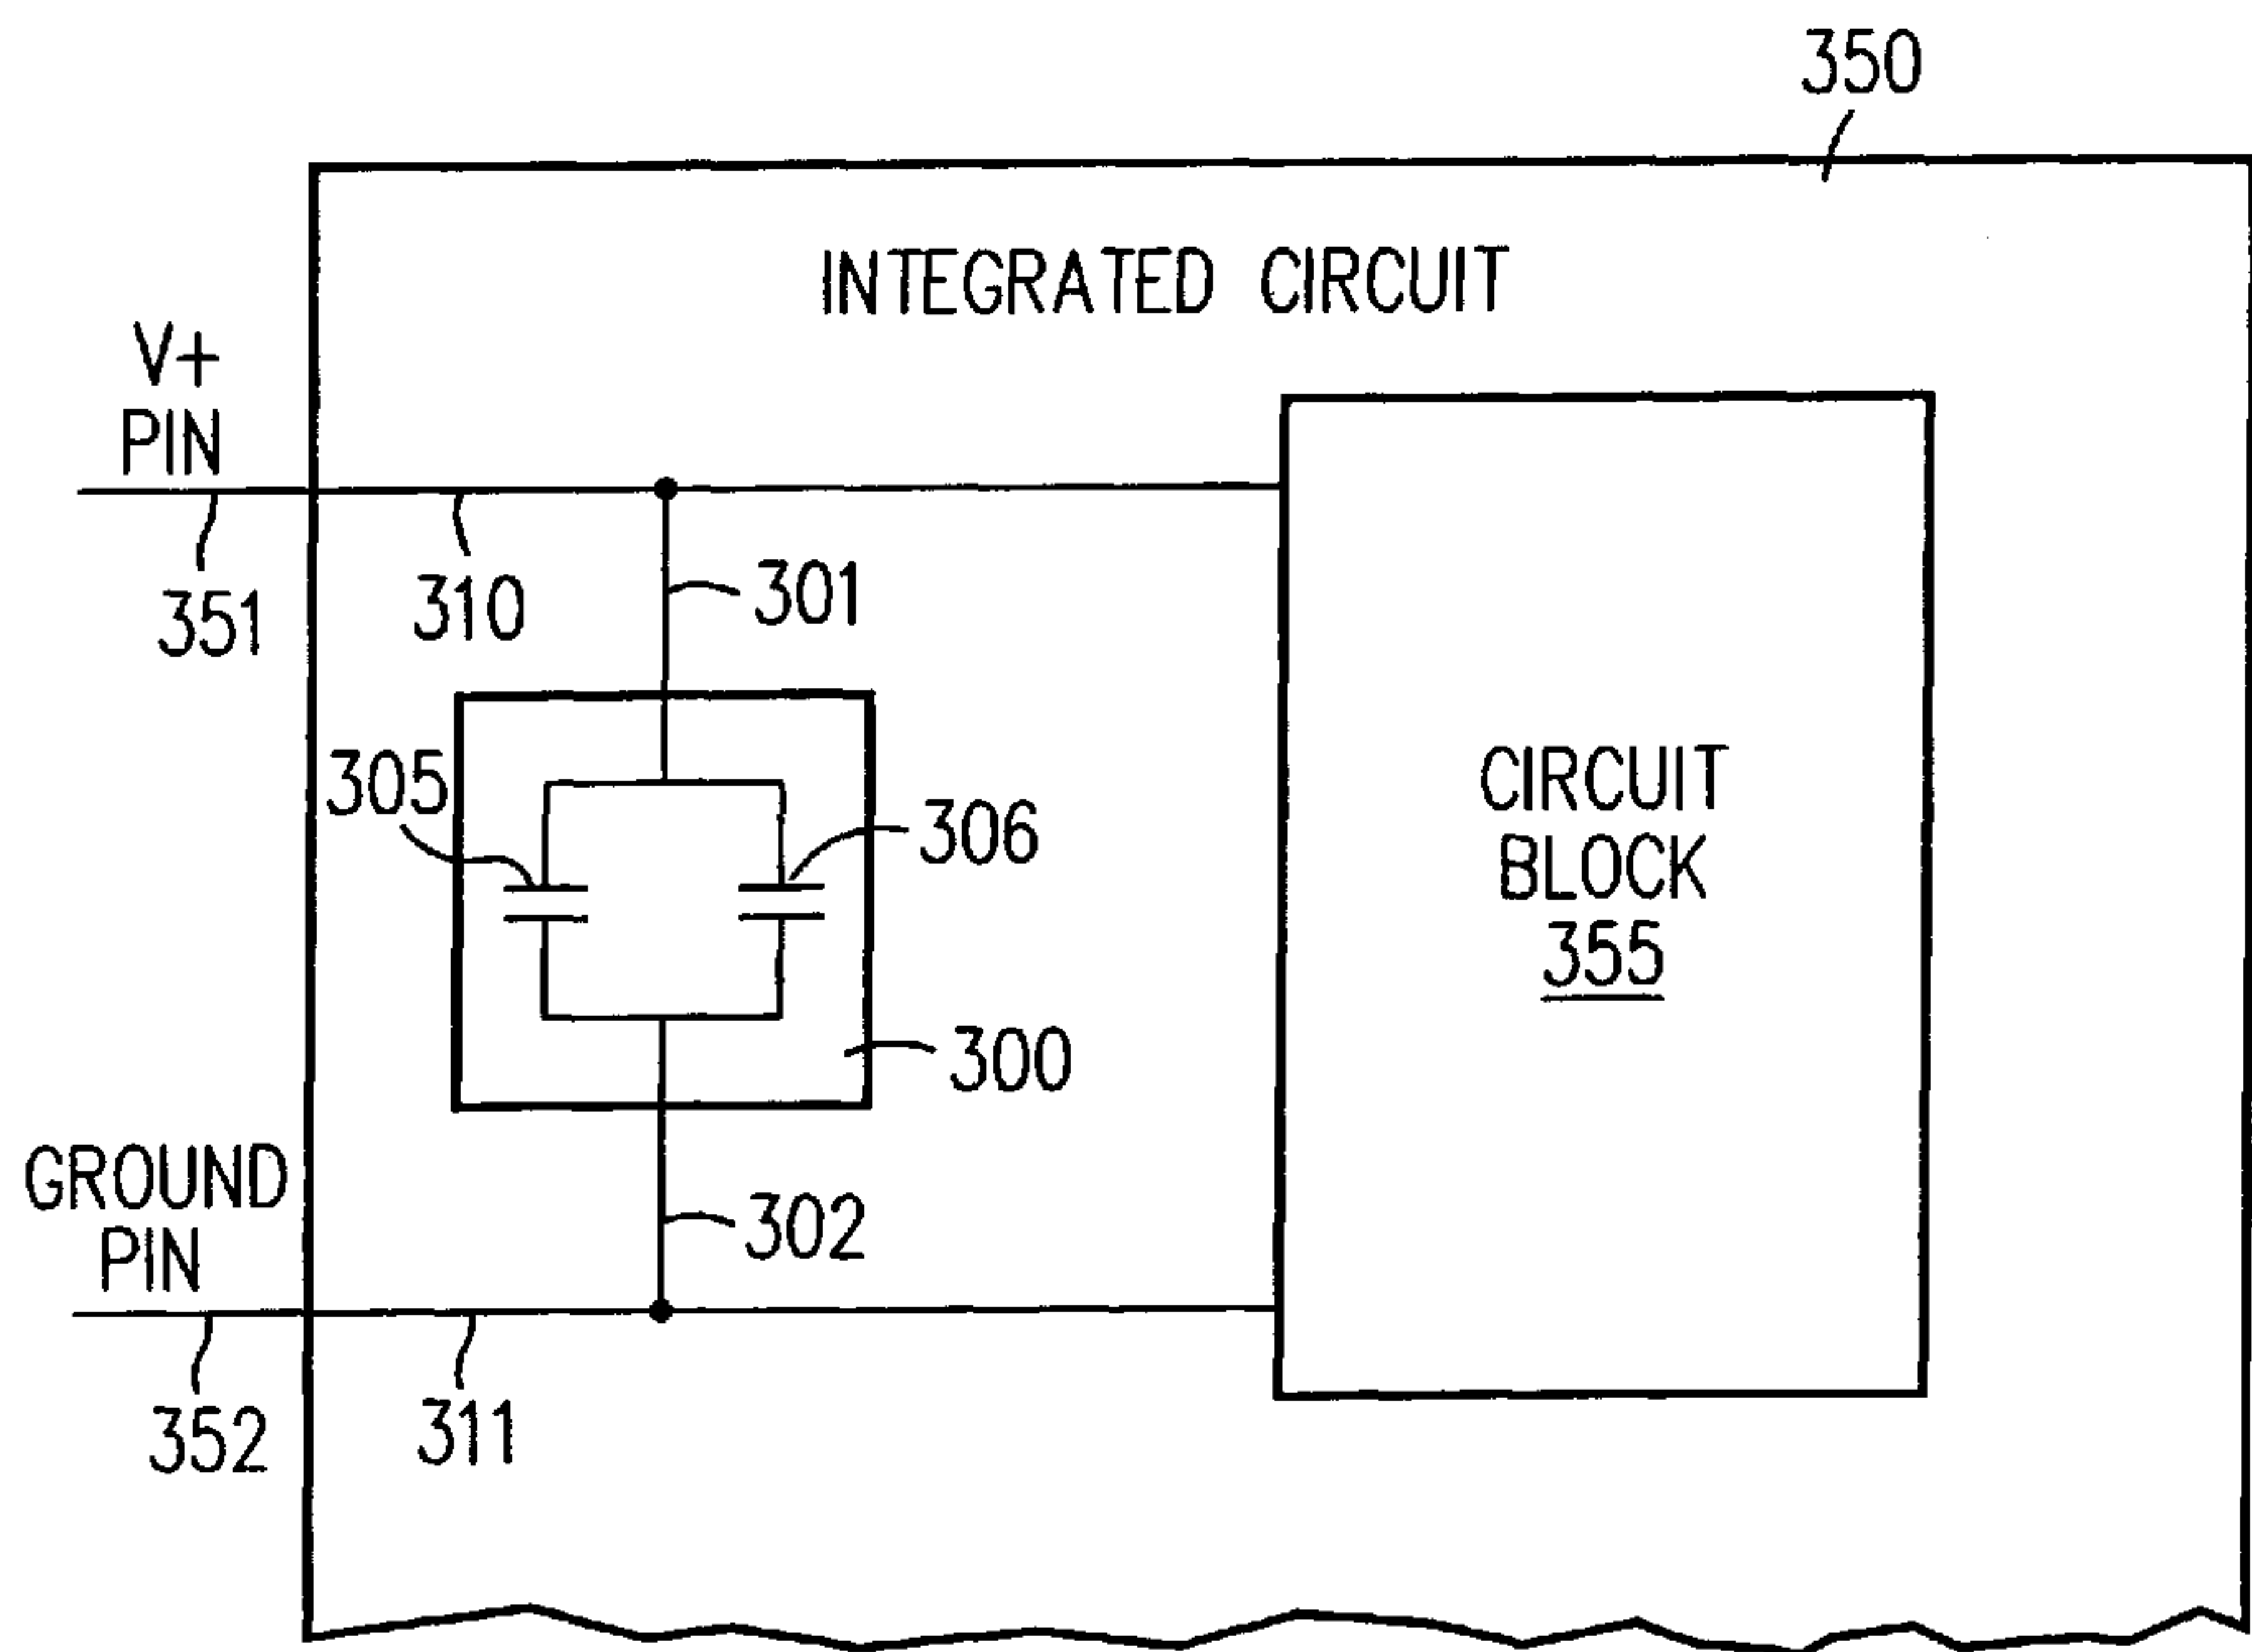 350
INTEGRATED CIRCUIT
V+
PIN
351
310
301
305
306
CIRCUIT
BLOCK
355
300
GROUND
PIN
302
352
311